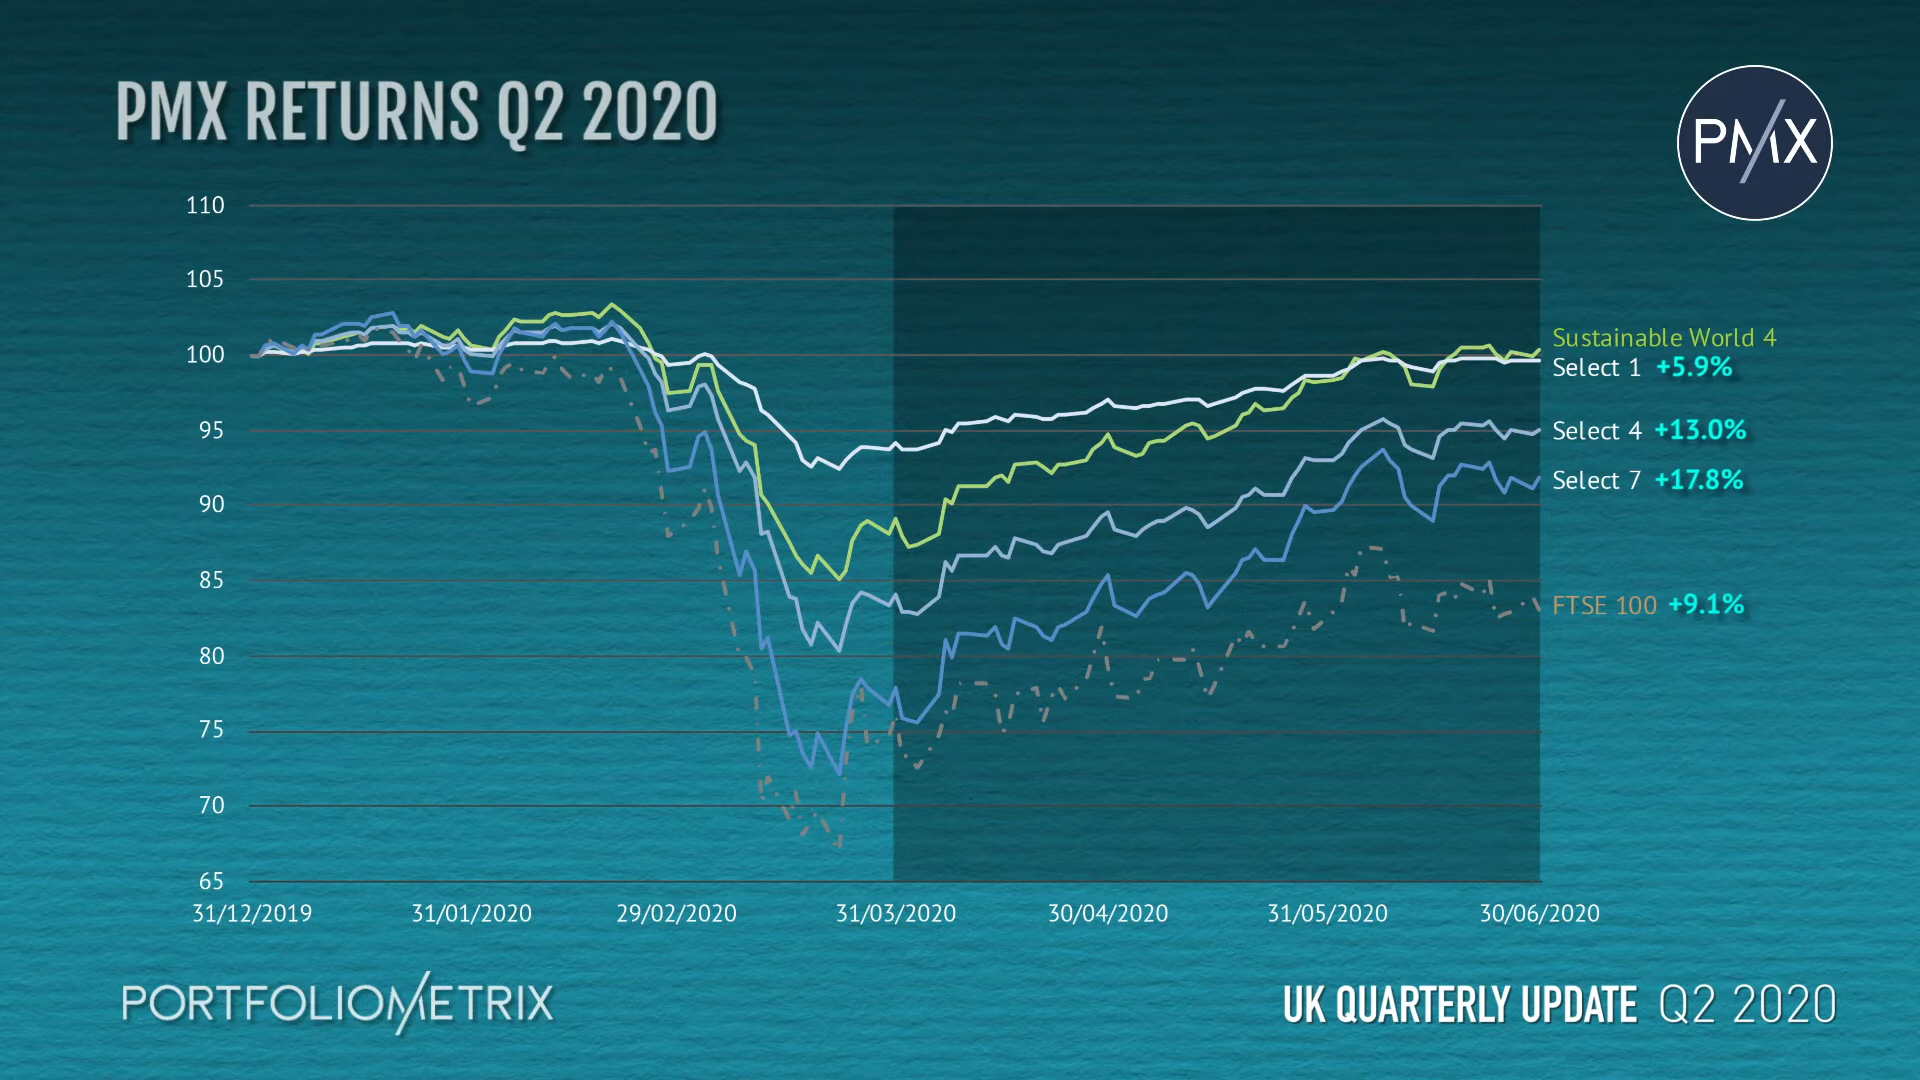 PMX RETURNS Q2 2020
PMX
110
105
100
95
90
85
80
75
70
65
31/12/2019 31/01/2020 29/02/2020 31/03/2020 30/04/2020 31/05/2020 30/06/2020
Sustainable World 4
Select 1 +5.9%
Select 4 +13.0%
Select 7 +17.8%
FTSE 100 +9.1%
PORTFOLIOMETRIX
UK QUARTERLY UPDATE Q2 2020